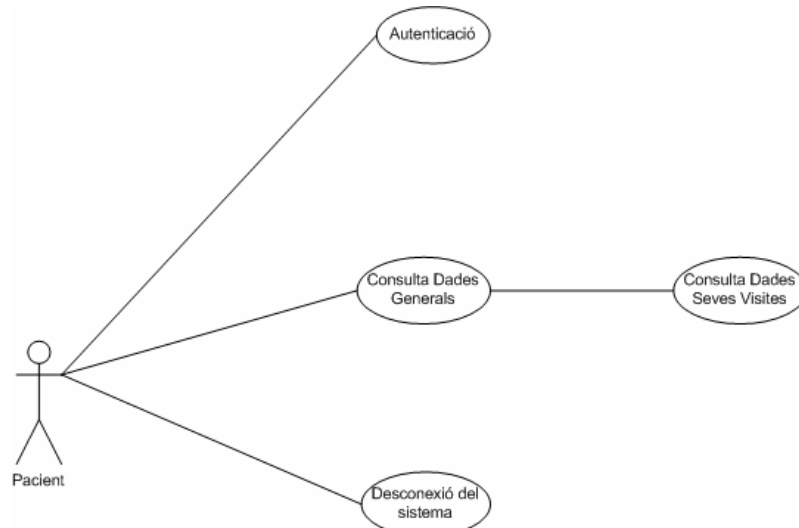 Autenticació
Consulta Dades
Generals
Consulta Dades
Seves Visites
Pacient
Desconexió del
sistema